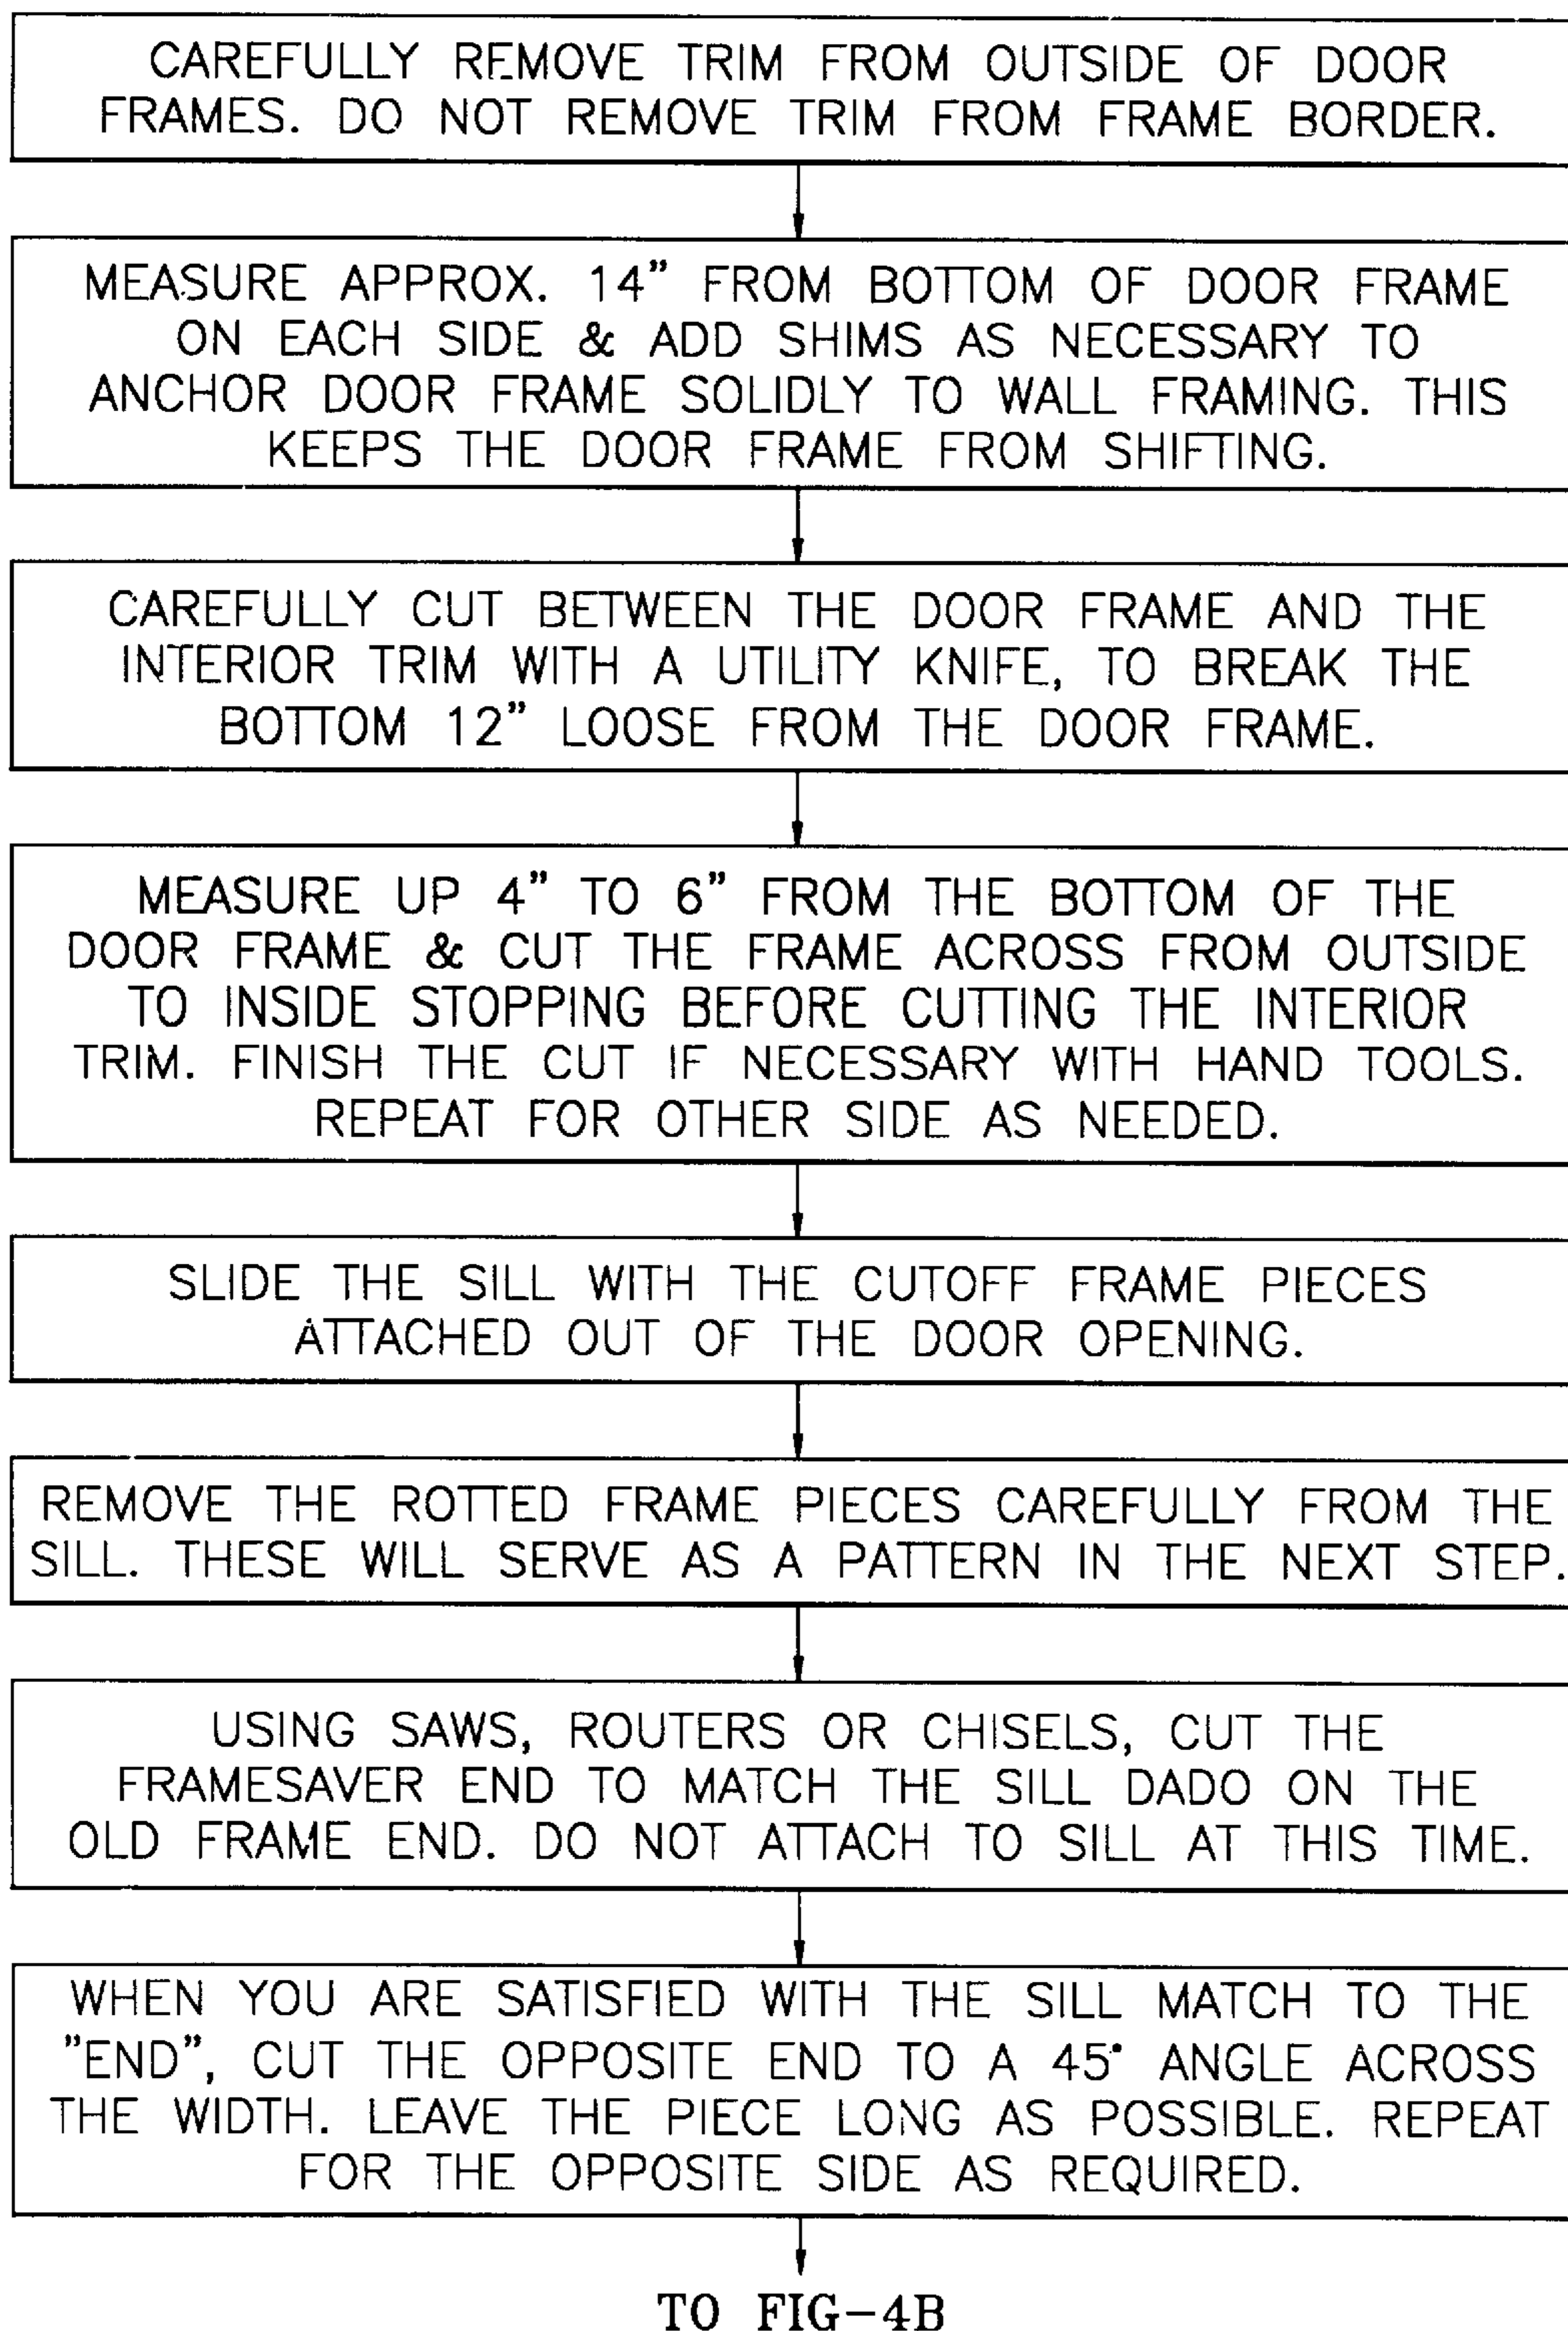 CAREFULLY REMOVE TRIM FROM OUTSIDE OF DOOR
FRAMES. DO NOT REMOVE TRIM FROM FRAME BORDER.
MEASURE APPROX. 14” FROM BOTTOM OF DOOR FRAME
ON EACH SIDE & ADD SHIMS AS NECESSARY TO
ANCHOR DOOR FRAME SOLIDLY TO WALL FRAMING. THIS
KEEPS THE DOOR FRAME FROM SHIFTING.
CAREFULLY CUT BETWEEN THE DOOR FRAME AND THE
INTERIOR TRIM WITH A UTILITY KNIFE, TO BREAK THE
BOTTOM 12” LOOSE FROM THE DOOR FRAME.
MEASURE UP 4” TO 6” FROM THE BOTTOM OF THE
DOOR FRAME & CUT THE FRAME ACROSS FROM OUTSIDE
TO INSIDE STOPPING BEFORE CUTTING THE INTERIOR
TRIM. FINISH THE CUT IF NECESSARY WITH HAND TOOLS.
REPEAT FOR OTHER SIDE AS NEEDED.
SLIDE THE SILL WITH THE CUTOFF FRAME PIECES
ATTACHED OUT OF THE DOOR OPENING.
REMOVE THE ROTTED FRAME PIECES CAREFULLY FROM THE
SILL. THESE WILL SERVE AS A PATTERN IN THE NEXT STEP.
USING SAWS, ROUTERS OR CHISELS, CUT THE
FRAMESAVER END TO MATCH THE SILL DADO ON THE
OLD FRAME END. DO NOT ATTACH TO SILL AT THIS TIME.
WHEN YOU ARE SATISFIED WITH THE SILL MATCH TO THE
”END”, CUT THE OPPOSITE END TO A 45° ANGLE ACROSS
THE WIDTH. LEAVE THE PIECE LONG AS POSSIBLE. REPEAT
FOR THE OPPOSITE SIDE AS REQUIRED.
TO FIG-4B